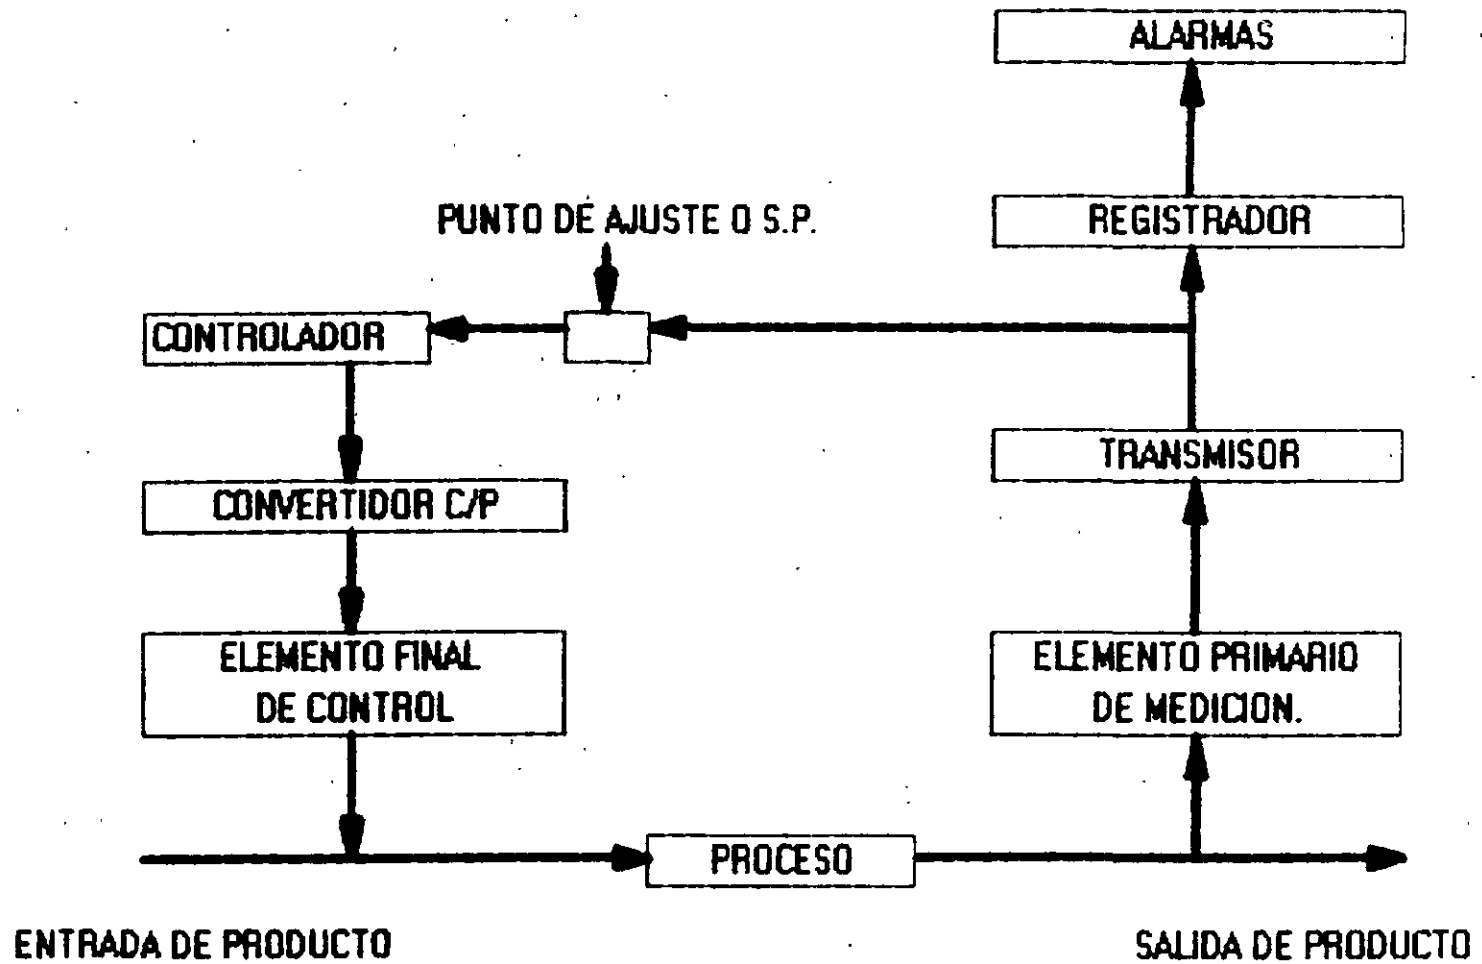 ALARMAS
PUNTO DE AJUSTE O S.P.
REGISTRADOR
CONTROLADOR
TRANSMISOR
CONVERTIDOR C/P
ELEMENTO FINAL
DE CONTROL
ELEMENTO PRIMARIO
DE MEDICION.
PROCESO
ENTRADA DE PRODUCTO
SALIDA DE PRODUCTO